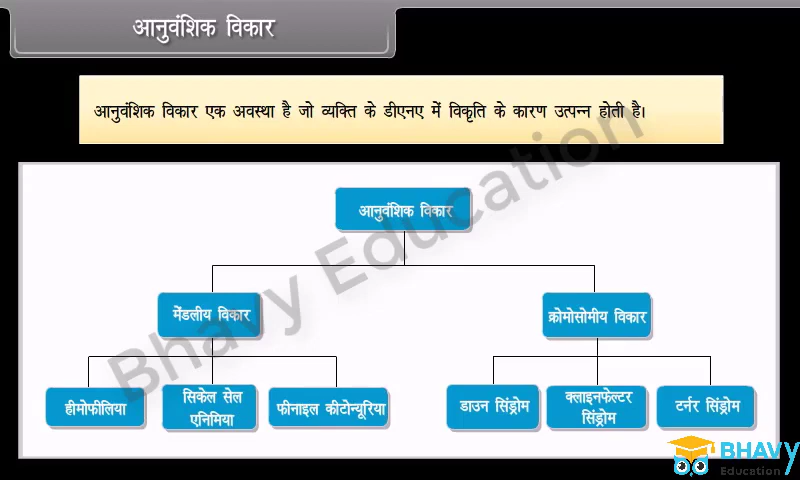 आनुवंशिक विकार
आनुवंशिक विकार एक अवस्था है जो व्यक्ति के डीएनए में विकृति के कारण उत्पन्न होती है।
आनुवंशिक विकार
मेंडलीय विकार
क्रोमोसोमीय विकार
हीमोफीलिया
सिकेल सेल
एनिमिया
फीनाइल कीटोन्यूरिया
डाउन सिंड्रोम
क्लाइनफेल्टर
सिंड्रोम
टर्नर सिंड्रोम
Bhavy Education
BHAVY
Education